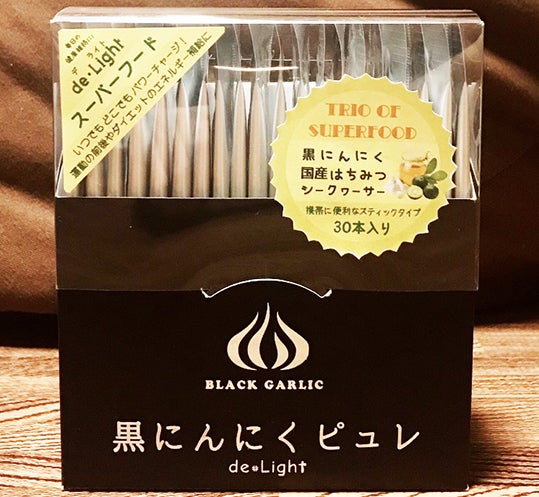 毎日の
健康維持に!
デ・ライト
de・Light
スーパーフード
いつでもどこでもパワーチャージ!
運動の前後やダイエットのエネルギー補給に
TRIO OF
SUPERFOOD
黒にんにく
国産はちみつ
シークヮーサー
携帯に便利なスティックタイプ
30本入り
BLACK GARLIC
黒にんにくピュレ
de・Light